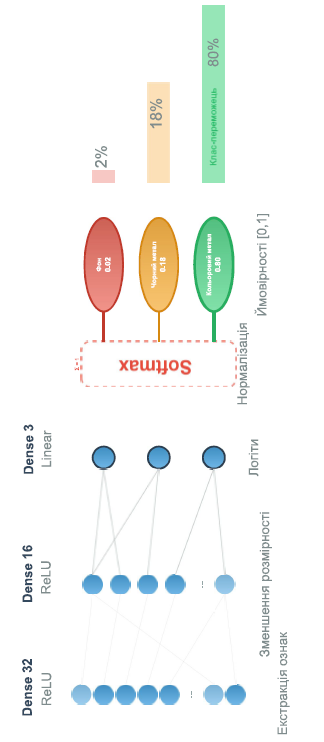 Dense 32
ReLU
Dense 16
ReLU
Dense 3
Linear
Softmax
Фон
0.02
Чорний метал
0.18
Кольоровий метал
0.80
2%
18%
80%
Клас-переможець
Екстракція ознак
Зменшення розмірності
Логіти
Нормалізація
Ймовірності [0,1]